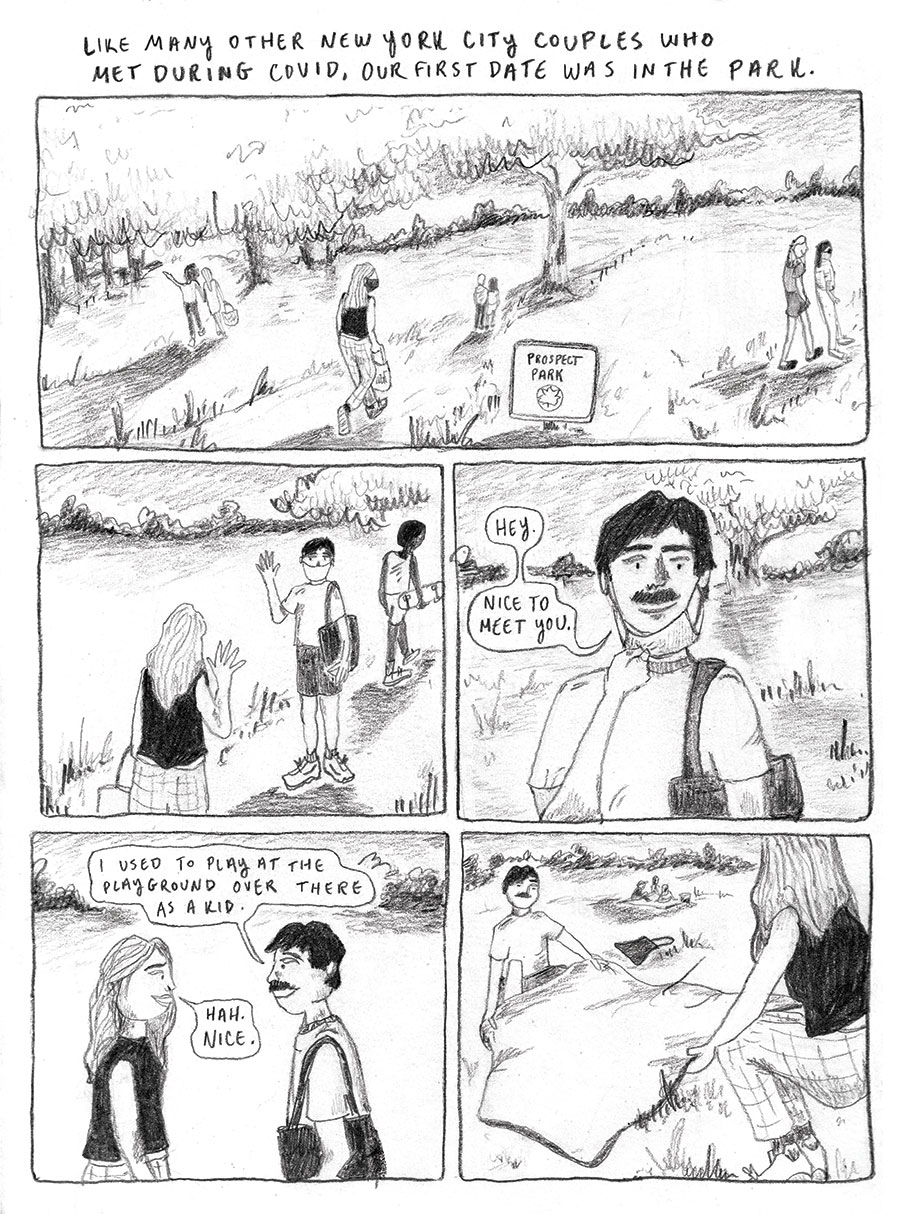 LIKE MANY OTHER NEW YORK CITY COUPLES WHO
MET DURING COVID, OUR FIRST DATE WAS IN THE PARK.
PROSPECT
PARK
HEY.
NICE TO
MEET YOU.
I USED TO PLAY AT THE
PLAYGROUND OVER THERE
AS A KID.
HAH.
NICE.